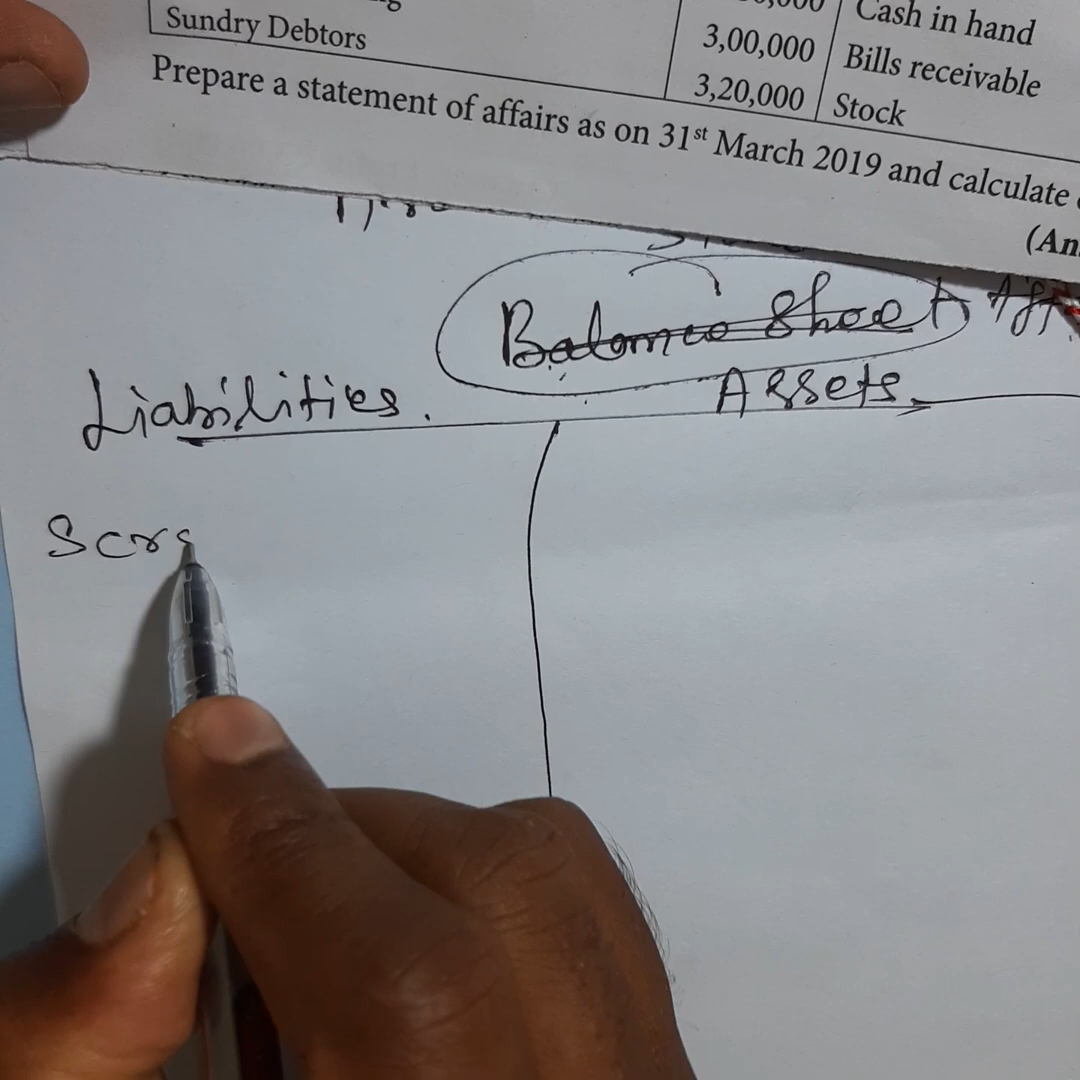 Cash in hand
Sundry Debtors 3,00,000 Bills receivable
3,20,000 Stock
Prepare a statement of affairs as on 31st March 2019 and calculate
(An
Balance Sheet
Liabilities. Assets
Scrs